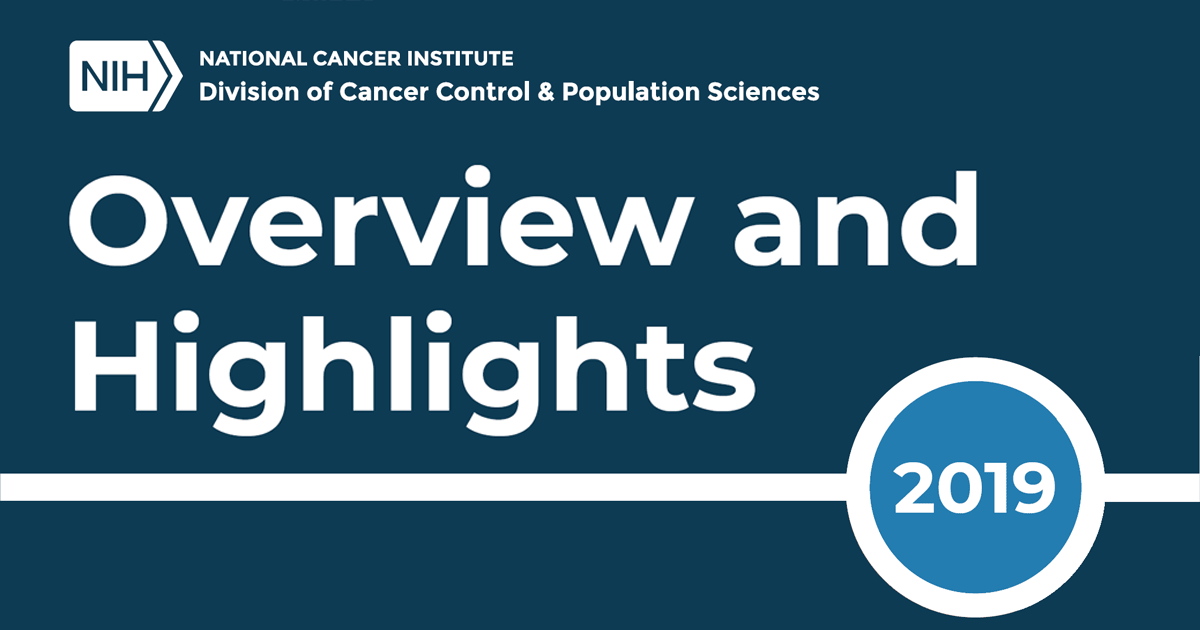 NIH
NATIONAL CANCER INSTITUTE
Division of Cancer Control & Population Sciences
Overview and
Highlights
2019